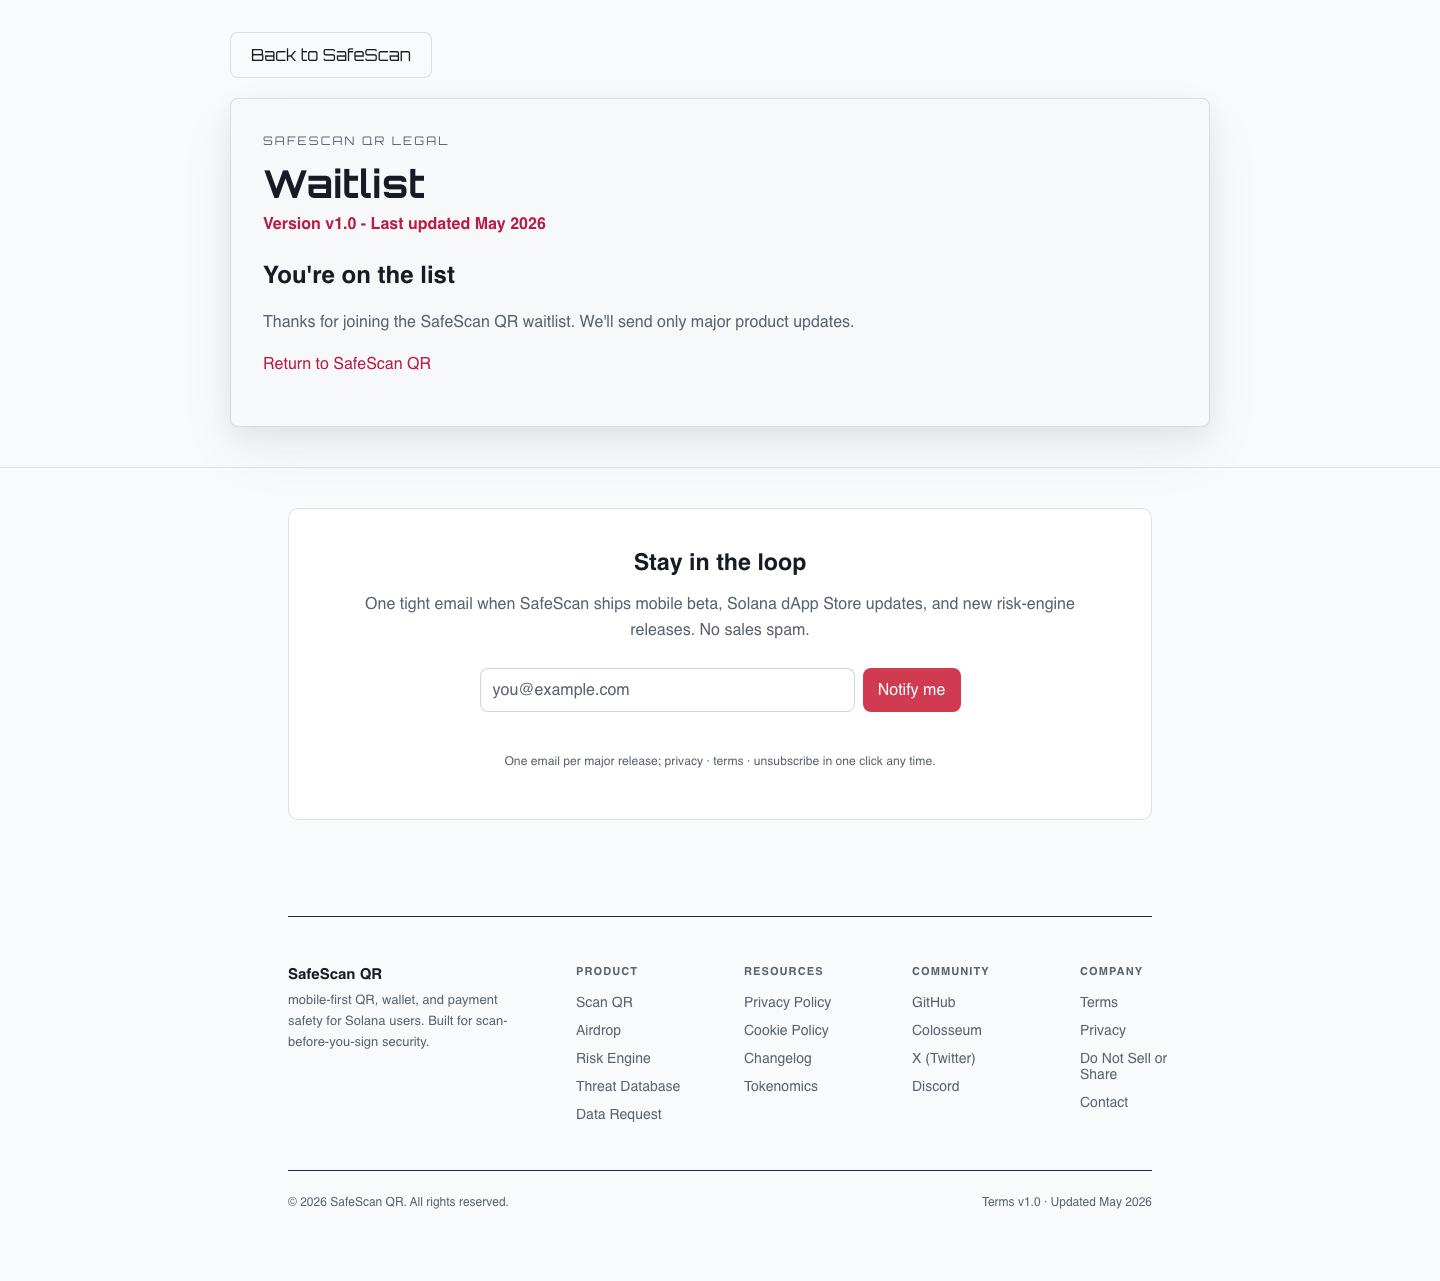 Back to SafeScan
SAFESCAN QR LEGAL
Waitlist
Version v1.0 - Last updated May 2026
You're on the list
Thanks for joining the SafeScan QR waitlist. We'll send only major product updates.
Return to SafeScan QR
Stay in the loop
One tight email when SafeScan ships mobile beta, Solana dApp Store updates, and new risk-engine
releases. No sales spam.
you@example.com
Notify me
One email per major release; privacy · terms · unsubscribe in one click any time.
SafeScan QR
mobile-first QR, wallet, and payment
safety for Solana users. Built for scan-
before-you-sign security.
PRODUCT
Scan QR
Airdrop
Risk Engine
Threat Database
Data Request
RESOURCES
Privacy Policy
Cookie Policy
Changelog
Tokenomics
COMMUNITY
GitHub
Colosseum
X (Twitter)
Discord
COMPANY
Terms
Privacy
Do Not Sell or
Share
Contact
© 2026 SafeScan QR. All rights reserved.
Terms v1.0 · Updated May 2026